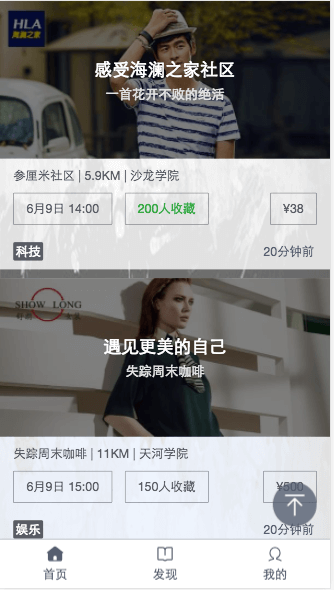 HLA
海澜之家
感受海澜之家社区
一首花开不败的绝活
参厘米社区 | 5.9KM | 沙龙学院
6月9日 14:00
200人收藏
¥38
科技
20分钟前
SHOW LONG
遇见更美的自己
失踪周末咖啡
失踪周末咖啡 | 11KM | 天河学院
6月9日 15:00
150人收藏
¥500
娱乐
20分钟前
首页
发现
我的